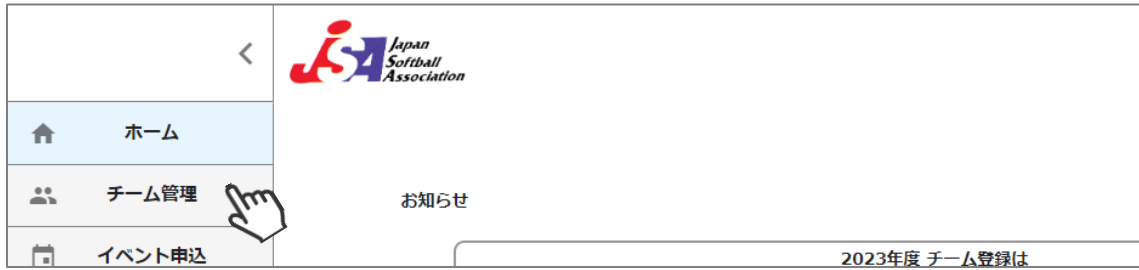 JSA
Japan
Softball
Association
ホーム
チーム管理
お知らせ
イベント申込
2023年度 チーム登録は